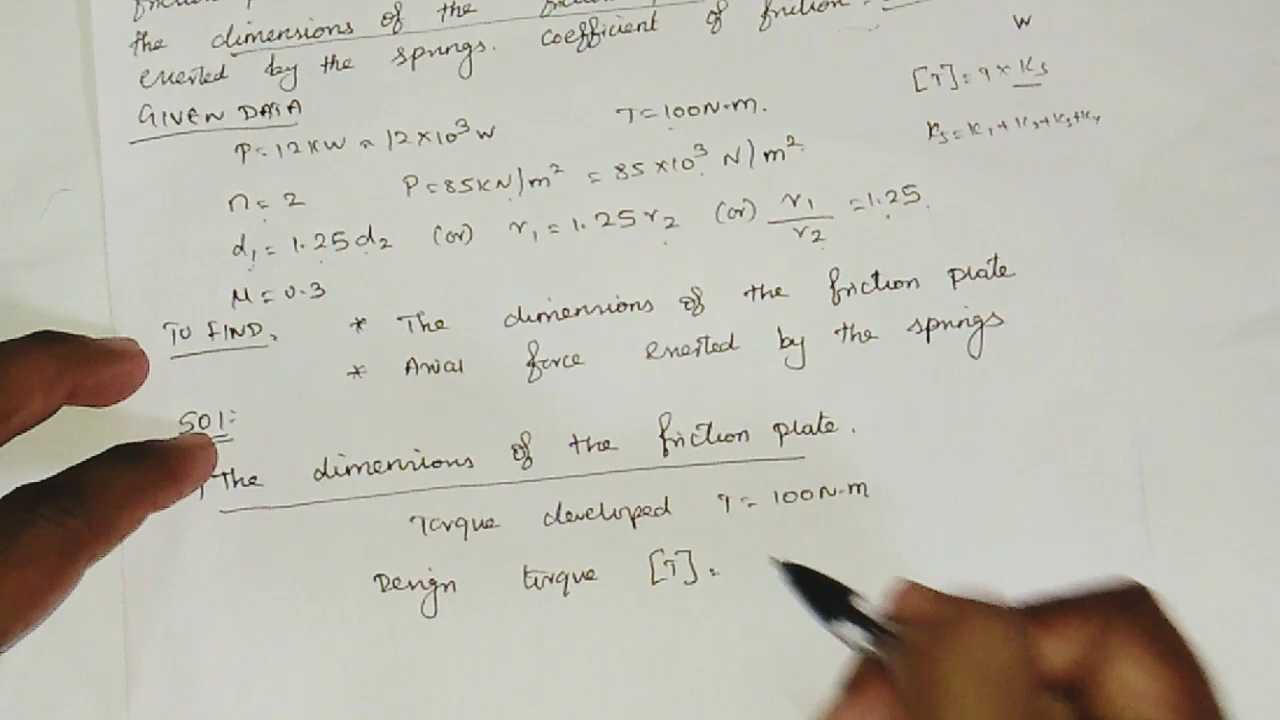 the dimensions of the
exerted by the springs. Coefficient of friction
W
GIVEN DATA
P = 12 KW = 12 x 10³ W
T = 100 N-m.
[T] = T x Ks
Ks = K1 + K2 + K3 + K4
n = 2
P = 85 KN/m² = 85 x 10³ N/m²
d1 = 1.25 d2 (or) r1 = 1.25 r2 (or) r1/r2 = 1.25
μ = 0.3
TO FIND,
* The dimensions of the friction plate
* Axial force exerted by the springs
Sol:
The dimensions of the friction plate.
Torque developed T = 100 N-m
Design torque [T] =